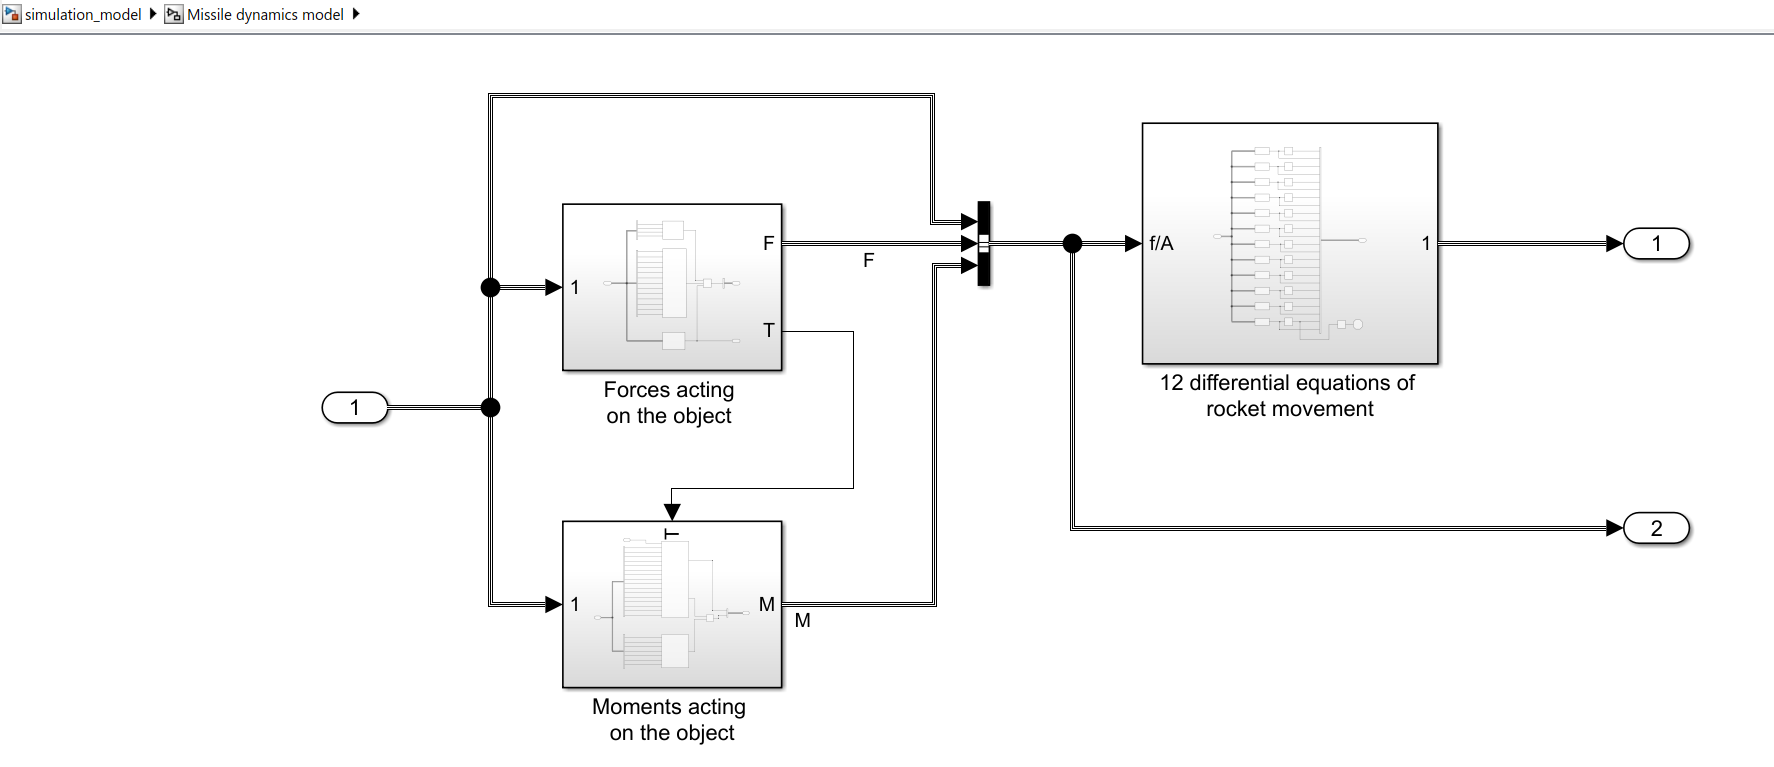 simulation_model Missile dynamics model
F
1
T
F
Forces acting
on the object
1
T
1
M
M
Moments acting
on the object
f/A
1
12 differential equations of
rocket movement
1
2